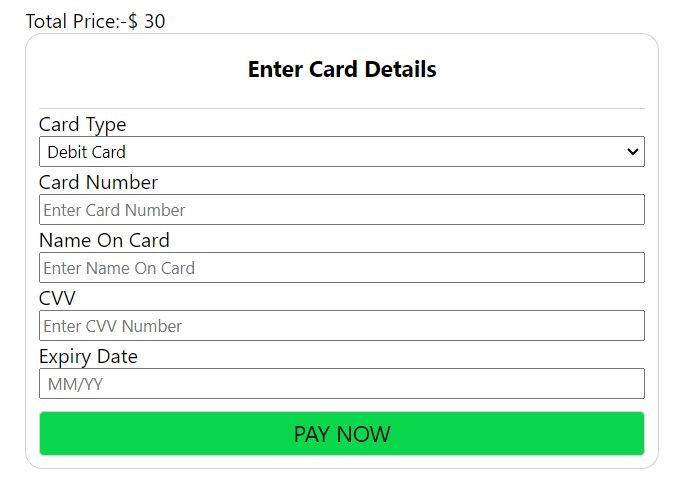 Total Price:-$ 30
Enter Card Details
Card Type
Debit Card
Card Number
Enter Card Number
Name On Card
Enter Name On Card
CVV
Enter CVV Number
Expiry Date
MM/YY
PAY NOW